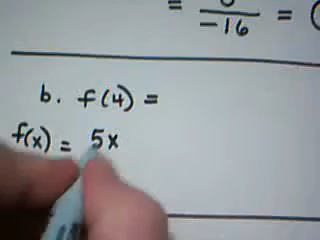 = 0/-16 =
b. f(4) =
f(x) = 5x